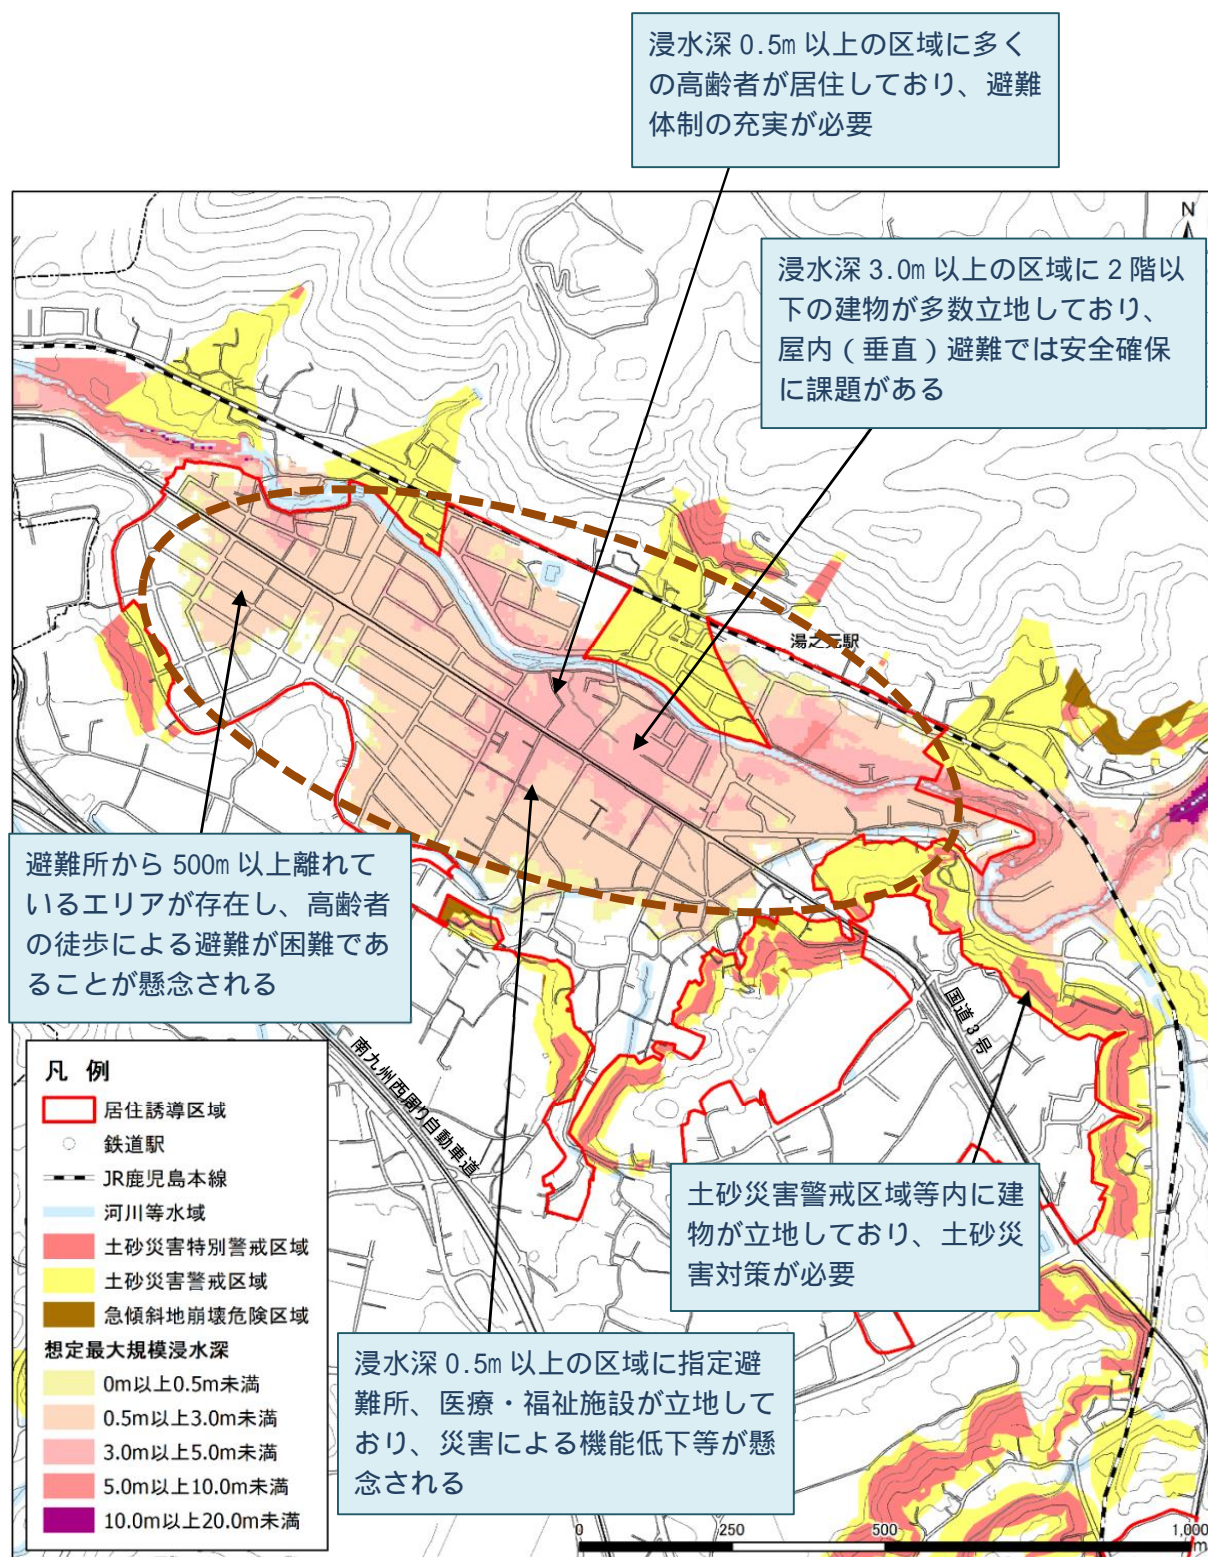 浸水深 0.5m 以上の区域に多く
の高齢者が居住しており、避難
体制の充実が必要
N
浸水深 3.0m 以上の区域に 2 階以
下の建物が多数立地しており、
屋内（垂直）避難では安全確保
に課題がある
湯之元駅
避難所から 500m 以上離れて
いるエリアが存在し、高齢者
の徒歩による避難が困難であ
ることが懸念される
国道3号
南九州西回り自動車道
土砂災害警戒区域等内に建
物が立地しており、土砂災
害対策が必要
浸水深 0.5m 以上の区域に指定避
難所、医療・福祉施設が立地して
おり、災害による機能低下等が懸
念される
凡 例
居住誘導区域
鉄道駅
JR鹿児島本線
河川等水域
土砂災害特別警戒区域
土砂災害警戒区域
急傾斜地崩壊危険区域
想定最大規模浸水深
0m以上0.5m未満
0.5m以上3.0m未満
3.0m以上5.0m未満
5.0m以上10.0m未満
10.0m以上20.0m未満
0 250 500 1,000
m